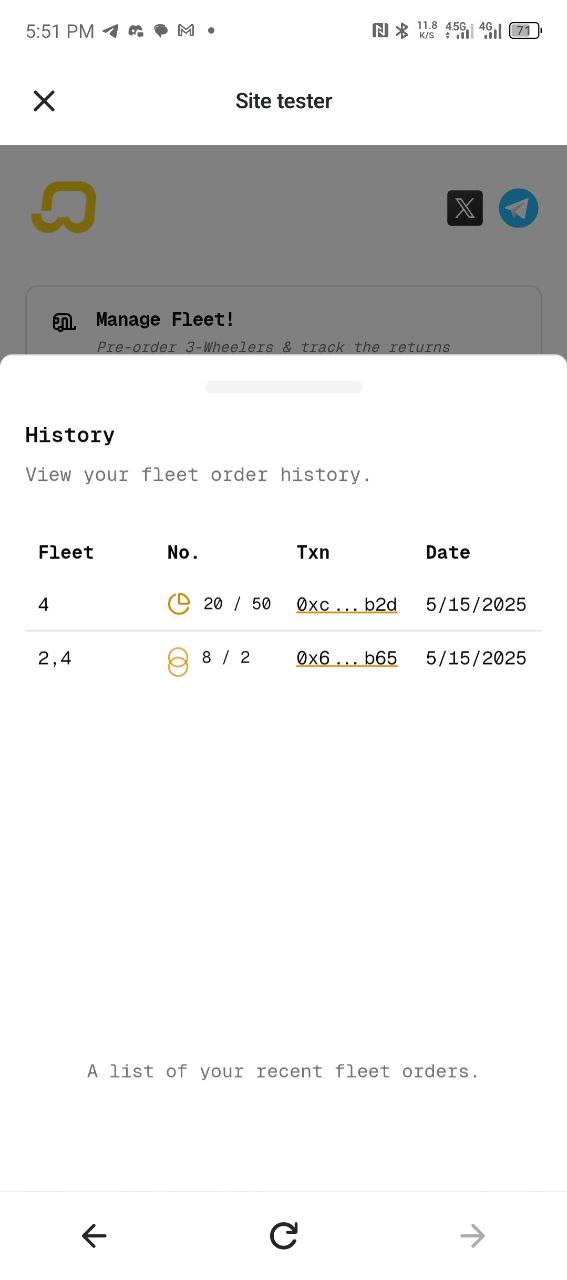 5:51 PM
11.8 K/S 4.5G 4G 71
Site tester
Manage Fleet!
Pre-order 3-Wheelers & track the returns
History
View your fleet order history.
Fleet No. Txn Date
4 20 / 50 0xc...b2d 5/15/2025
2,4 8 / 2 0x6...b65 5/15/2025
A list of your recent fleet orders.